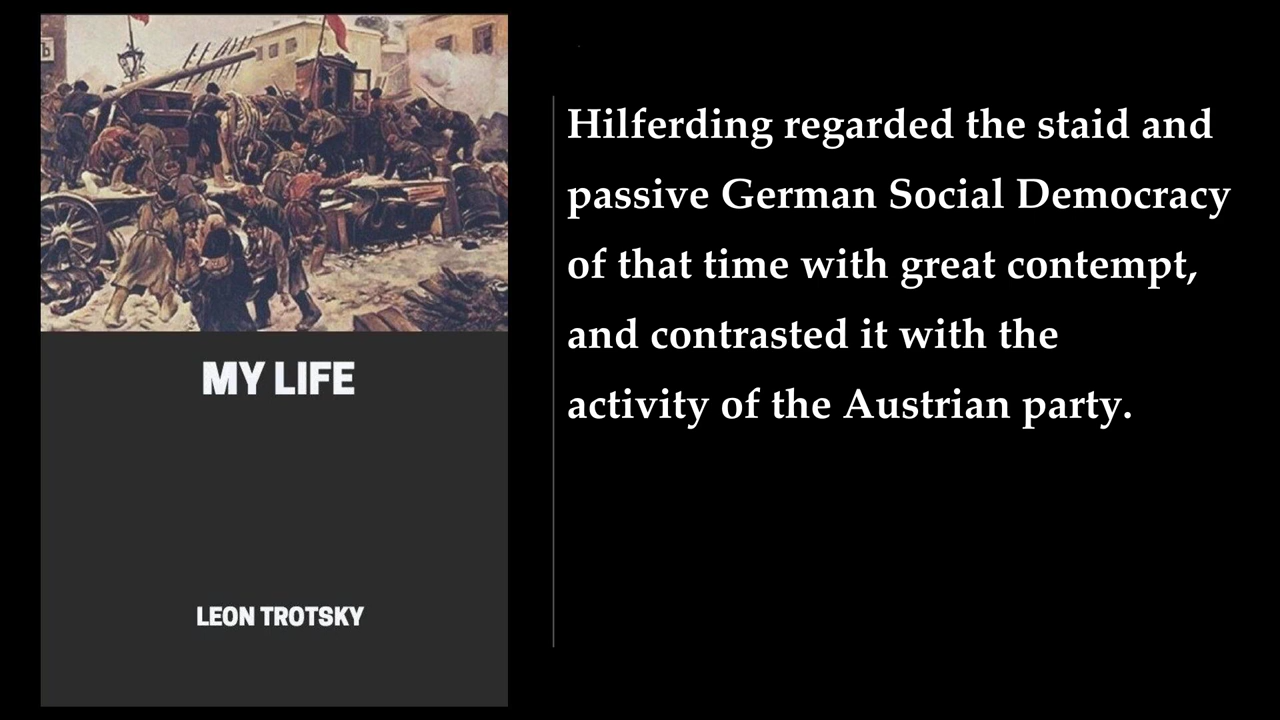 MY LIFE
LEON TROTSKY
Hilferding regarded the staid and
passive German Social Democracy
of that time with great contempt,
and contrasted it with the
activity of the Austrian party.